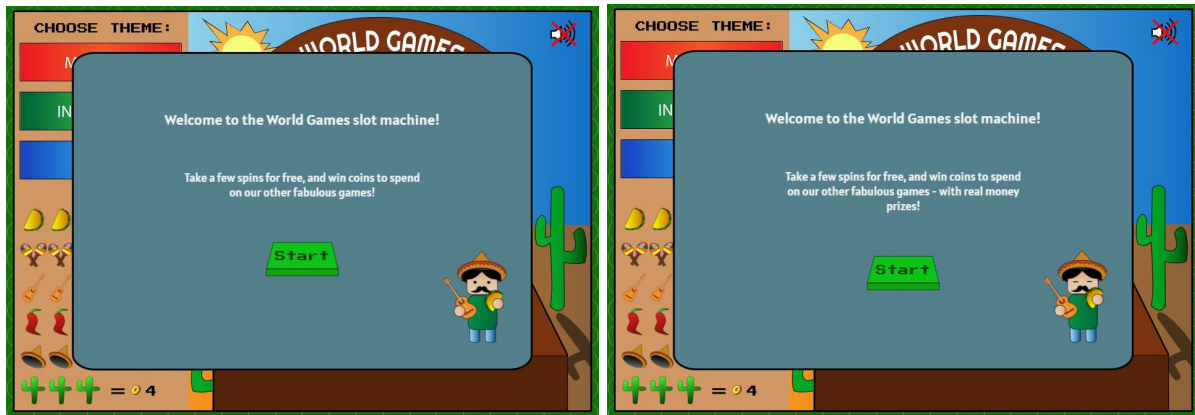 CHOOSE THEME:
WORLD GAMES
M
IN
Welcome to the World Games slot machine!
Take a few spins for free, and win coins to spend
on our other fabulous games!
Start
= 4
CHOOSE THEME:
WORLD GAMES
M
IN
Welcome to the World Games slot machine!
Take a few spins for free, and win coins to spend
on our other fabulous games - with real money
prizes!
Start
= 4